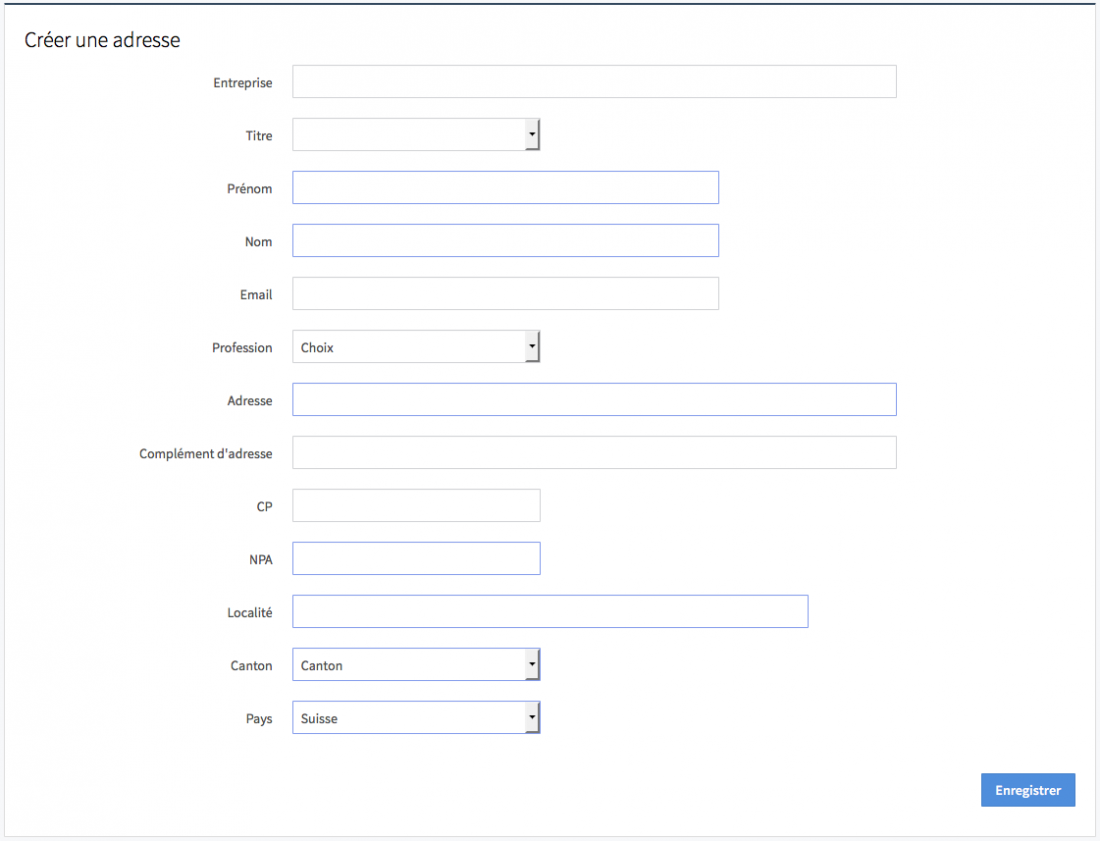 Créer une adresse
Entreprise
Titre
Prénom
Nom
Email
Profession Choix
Adresse
Complément d'adresse
CP
NPA
Localité
Canton Canton
Pays Suisse
Enregistrer